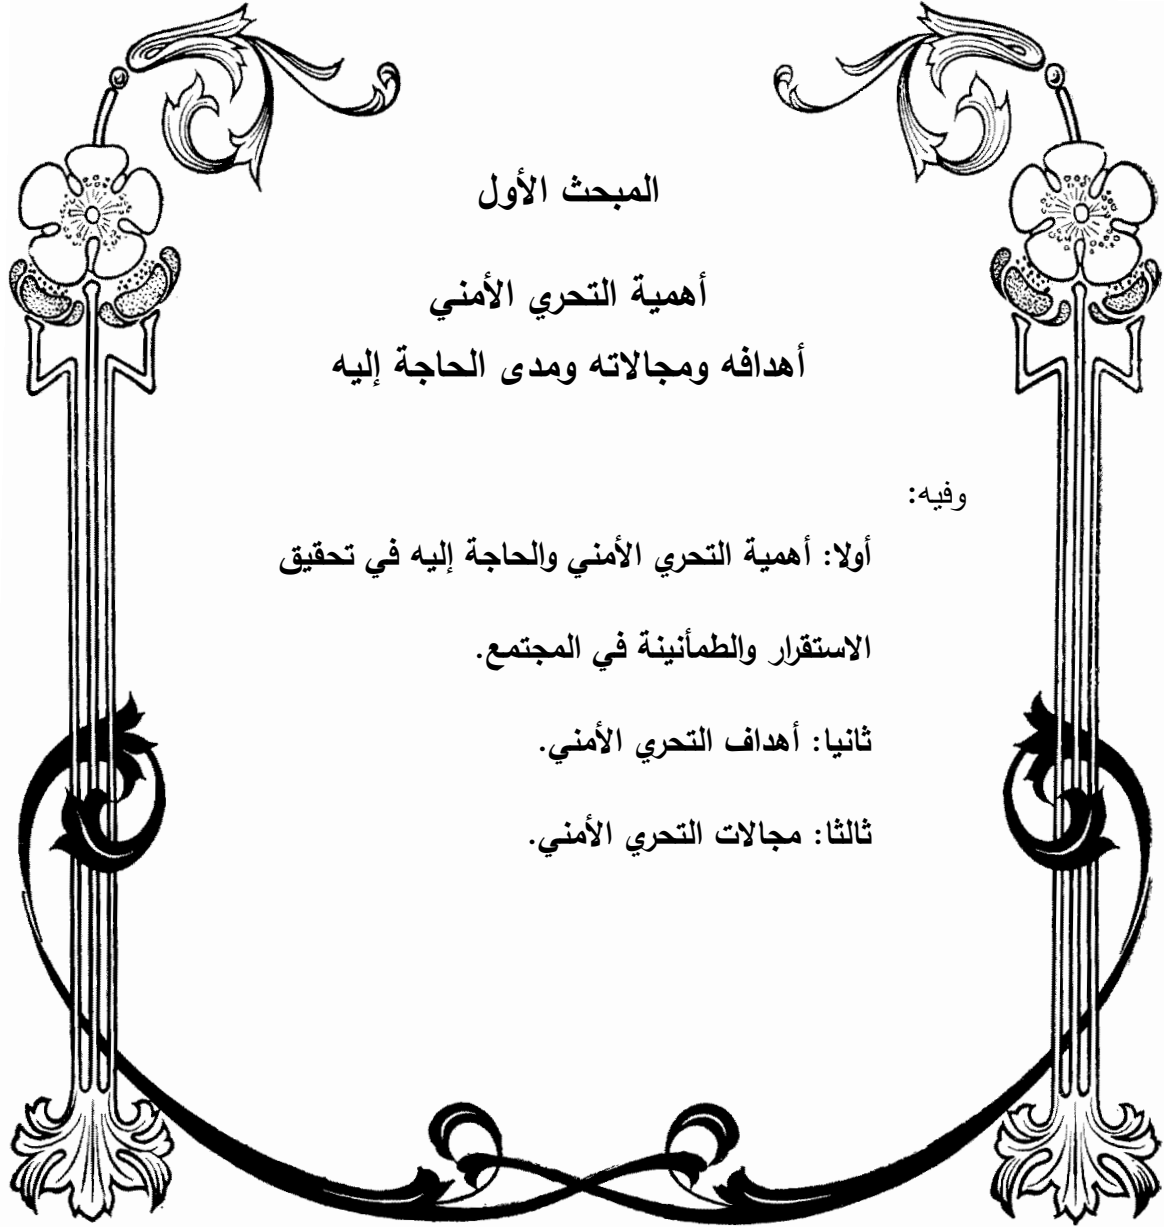 المبحث الأول
أهمية التحري الأمني
أهدافه ومجالاته ومدى الحاجة إليه
وفيه:
أولا: أهمية التحري الأمني والحاجة إليه في تحقيق
الاستقرار والطمأنينة في المجتمع.
ثانيا: أهداف التحري الأمني.
ثالثا: مجالات التحري الأمني.